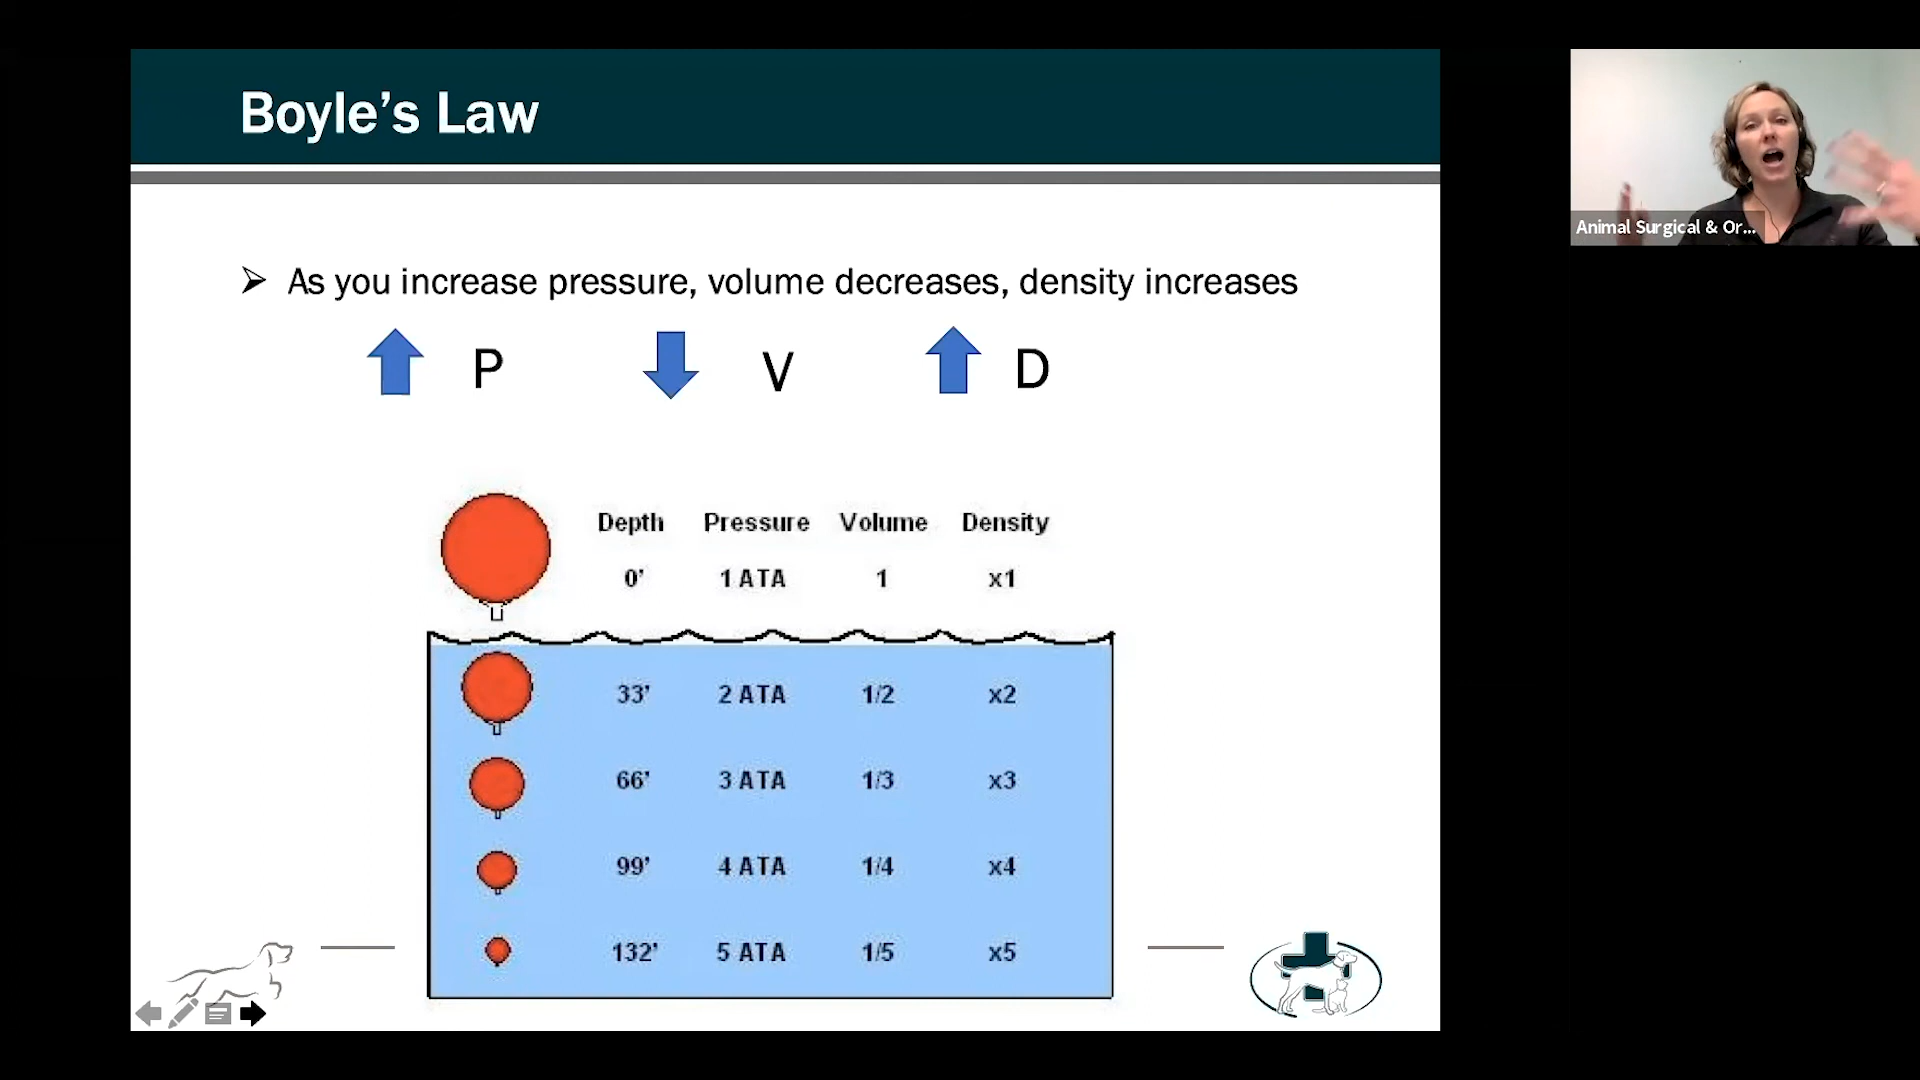 Boyle’s Law
Animal Surgical & Or...
➢ As you increase pressure, volume decreases, density increases
P V D
Depth Pressure Volume Density
0’ 1 ATA 1 x1
33’ 2 ATA 1/2 x2
66’ 3 ATA 1/3 x3
99’ 4 ATA 1/4 x4
132’ 5 ATA 1/5 x5